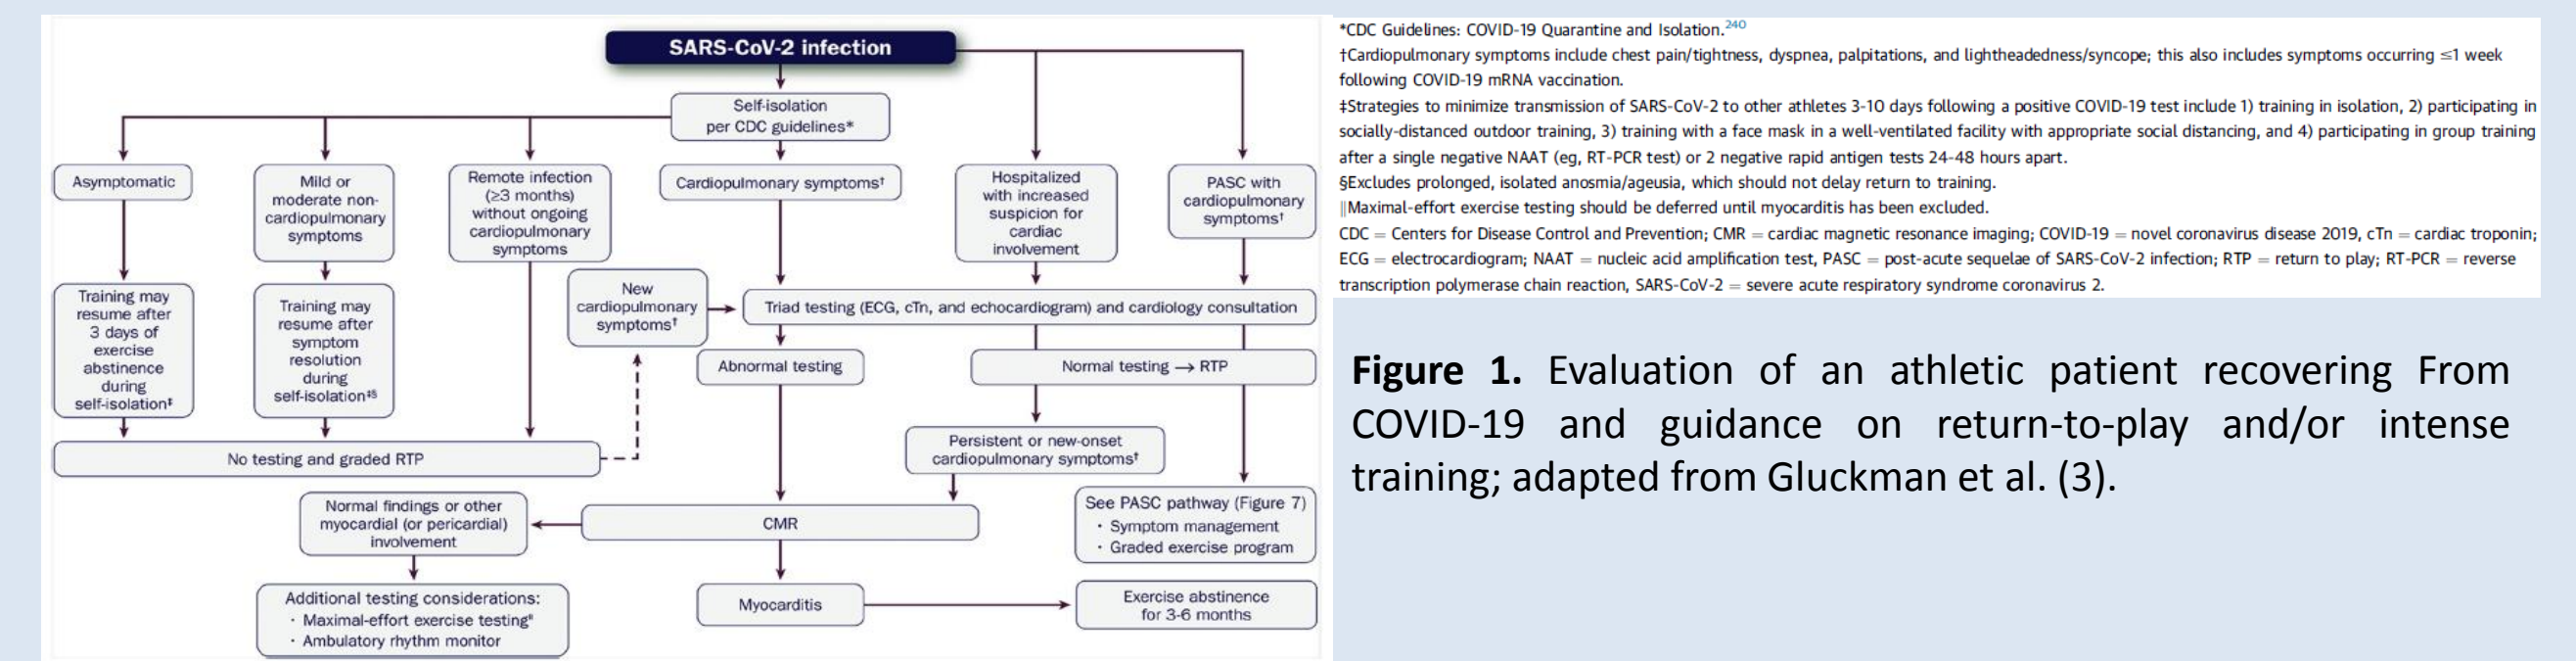 SARS-CoV-2 infection
Self-isolation
per CDC guidelines*
Asymptomatic
Mild or
moderate non-
cardiopulmonary
symptoms
Remote infection
(≥3 months)
without ongoing
cardiopulmonary
symptoms
Cardiopulmonary symptoms†
Hospitalized
with increased
suspicion for
cardiac
involvement
PASC with
cardiopulmonary
symptoms†
Training may
resume after
3 days of
exercise
abstinence
during
self-isolation‡
Training may
resume after
symptom
resolution
during
self-isolation‡§
New
cardiopulmonary
symptoms†
Triad testing (ECG, cTn, and echocardiogram) and cardiology consultation
Abnormal testing
Normal testing → RTP
No testing and graded RTP
Persistent or new-onset
cardiopulmonary symptoms†
Normal findings or other
myocardial (or pericardial)
involvement
CMR
See PASC pathway (Figure 7)
· Symptom management
· Graded exercise program
Additional testing considerations:
· Maximal-effort exercise testing‖
· Ambulatory rhythm monitor
Myocarditis
Exercise abstinence
for 3-6 months
*CDC Guidelines: COVID-19 Quarantine and Isolation.240
†Cardiopulmonary symptoms include chest pain/tightness, dyspnea, palpitations, and lightheadedness/syncope; this also includes symptoms occurring ≤1 week
following COVID-19 mRNA vaccination.
‡Strategies to minimize transmission of SARS-CoV-2 to other athletes 3-10 days following a positive COVID-19 test include 1) training in isolation, 2) participating in
socially-distanced outdoor training, 3) training with a face mask in a well-ventilated facility with appropriate social distancing, and 4) participating in group training
after a single negative NAAT (eg, RT-PCR test) or 2 negative rapid antigen tests 24-48 hours apart.
§Excludes prolonged, isolated anosmia/ageusia, which should not delay return to training.
‖Maximal-effort exercise testing should be deferred until myocarditis has been excluded.
CDC = Centers for Disease Control and Prevention; CMR = cardiac magnetic resonance imaging; COVID-19 = novel coronavirus disease 2019, cTn = cardiac troponin;
ECG = electrocardiogram; NAAT = nucleic acid amplification test, PASC = post-acute sequelae of SARS-CoV-2 infection; RTP = return to play; RT-PCR = reverse
transcription polymerase chain reaction, SARS-CoV-2 = severe acute respiratory syndrome coronavirus 2.
Figure 1. Evaluation of an athletic patient recovering From
COVID-19 and guidance on return-to-play and/or intense
training; adapted from Gluckman et al. (3).